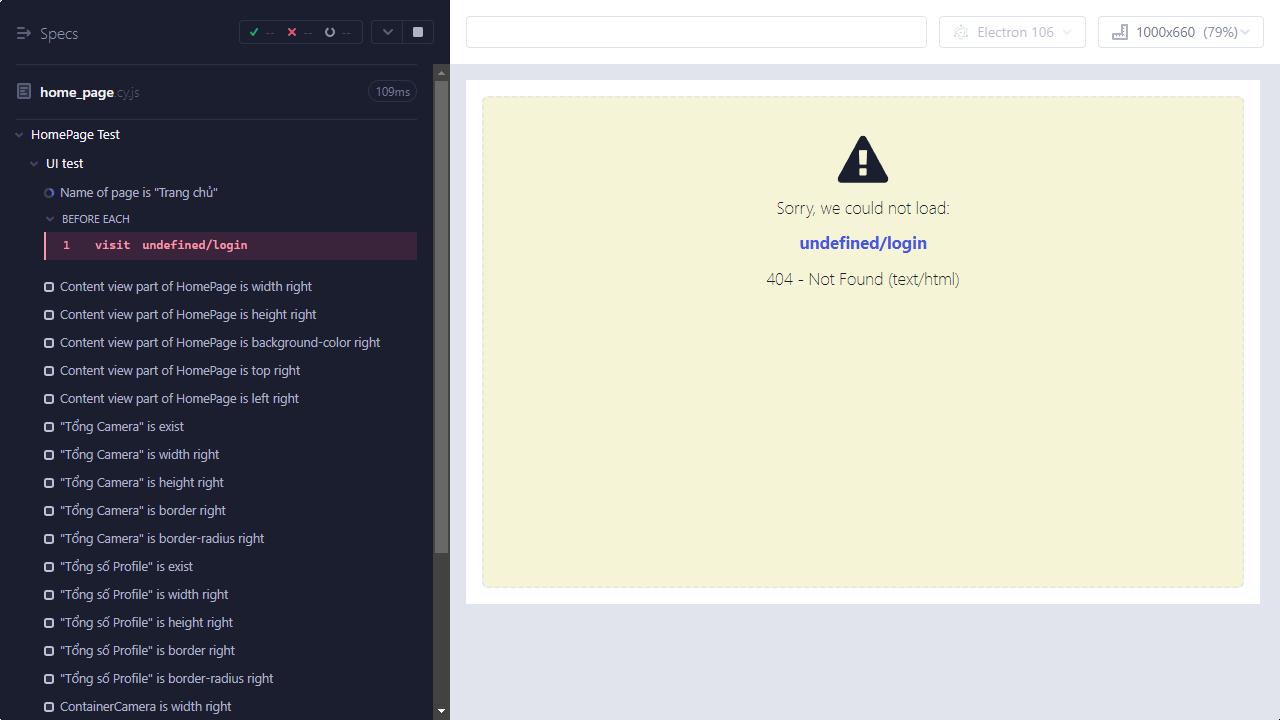 Specs
--
--
--
home_page.cy.js
109ms
HomePage Test
UI test
Name of page is "Trang chủ"
BEFORE EACH
1 visit undefined/login
Content view part of HomePage is width right
Content view part of HomePage is height right
Content view part of HomePage is background-color right
Content view part of HomePage is top right
Content view part of HomePage is left right
"Tổng Camera" is exist
"Tổng Camera" is width right
"Tổng Camera" is height right
"Tổng Camera" is border right
"Tổng Camera" is border-radius right
"Tổng số Profile" is exist
"Tổng số Profile" is width right
"Tổng số Profile" is height right
"Tổng số Profile" is border right
"Tổng số Profile" is border-radius right
ContainerCamera is width right
Electron 106
1000x660 (79%)
Sorry, we could not load:
undefined/login
404 - Not Found (text/html)